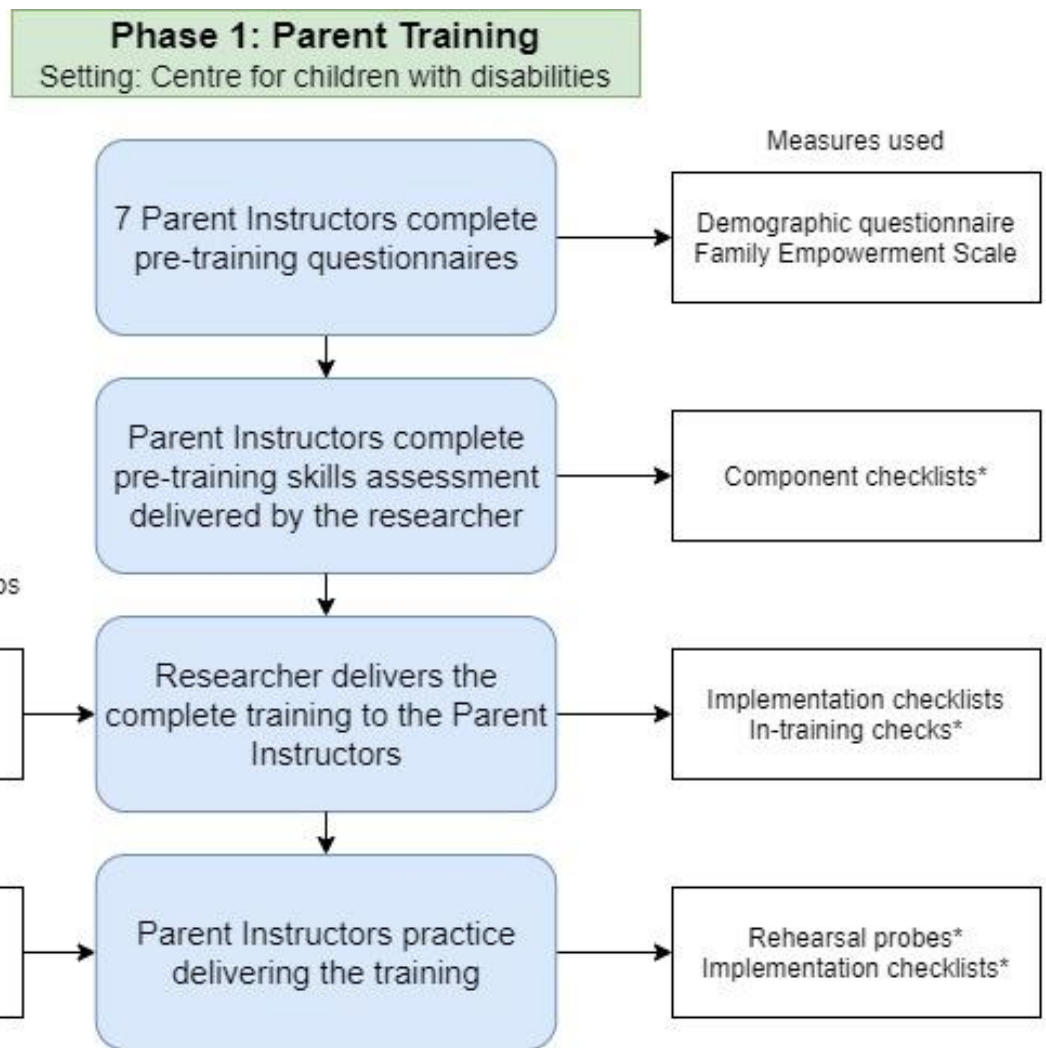 Phase 1: Parent Training
Setting: Centre for children with disabilities
Measures used
7 Parent Instructors complete
pre-training questionnaires
Demographic questionnaire
Family Empowerment Scale
Parent Instructors complete
pre-training skills assessment
delivered by the researcher
Component checklists*
Researcher delivers the
complete training to the Parent
Instructors
Implementation checklists
In-training checks*
Parent Instructors practice
delivering the training
Rehearsal probes*
Implementation checklists*